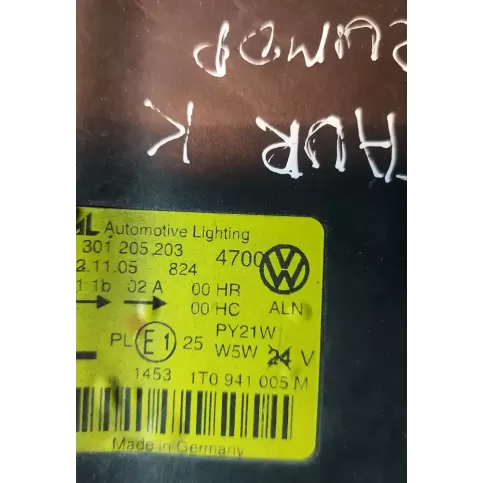 AL Automotive Lighting
301 205.203 4700
2.11.05 824
1 1b 02 A 00 HR
00 HC ALN
PL E1 25 PY21W
W5W 24 V
1453 1T0 941 005 M
Made in Germany